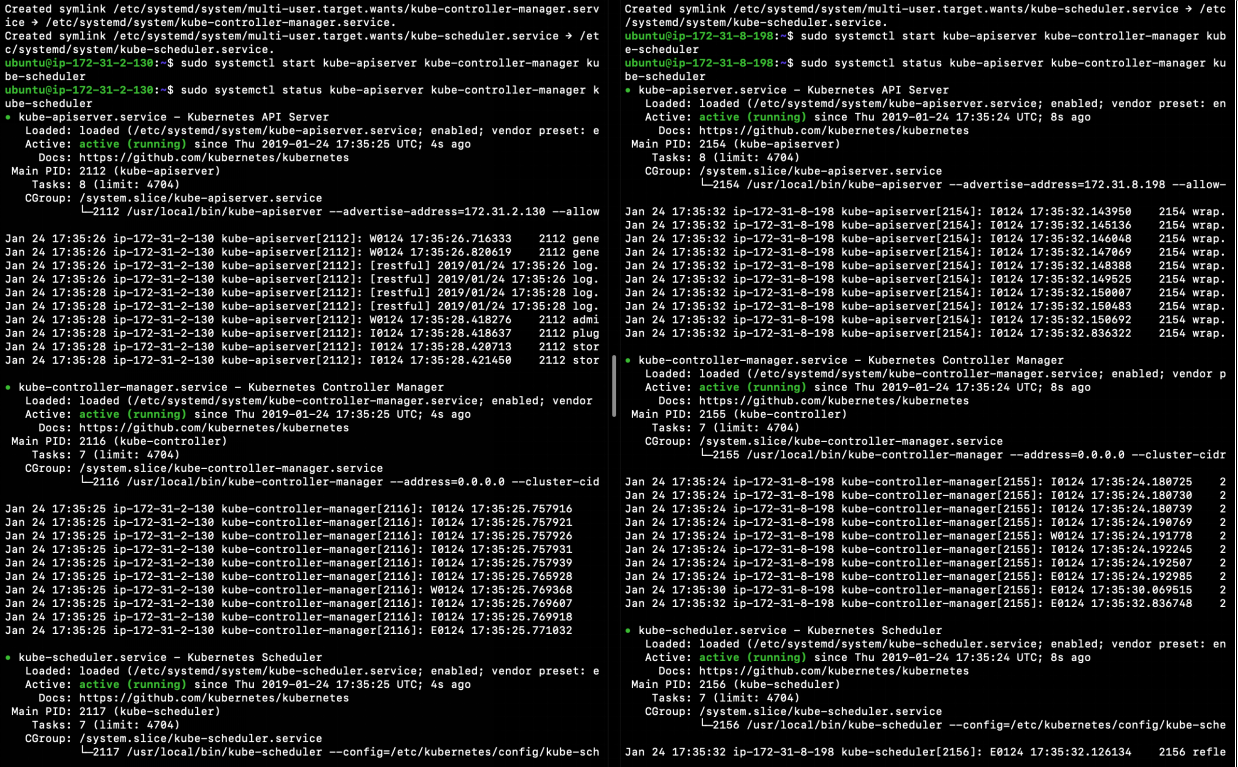 Created symlink /etc/systemd/system/multi-user.target.wants/kube-controller-manager.serv
ice → /etc/systemd/system/kube-controller-manager.service.
Created symlink /etc/systemd/system/multi-user.target.wants/kube-scheduler.service → /et
c/systemd/system/kube-scheduler.service.
ubuntu@ip-172-31-2-130:~$ sudo systemctl start kube-apiserver kube-controller-manager ku
be-scheduler
ubuntu@ip-172-31-2-130:~$ sudo systemctl status kube-apiserver kube-controller-manager k
ube-scheduler
● kube-apiserver.service – Kubernetes API Server
Loaded: loaded (/etc/systemd/system/kube-apiserver.service; enabled; vendor preset: e
Active: active (running) since Thu 2019-01-24 17:35:25 UTC; 4s ago
Docs: https://github.com/kubernetes/kubernetes
Main PID: 2112 (kube-apiserver)
Tasks: 8 (limit: 4704)
CGroup: /system.slice/kube-apiserver.service
└─2112 /usr/local/bin/kube-apiserver --advertise-address=172.31.2.130 --allow

Jan 24 17:35:26 ip-172-31-2-130 kube-apiserver[2112]: W0124 17:35:26.716333    2112 gene
Jan 24 17:35:26 ip-172-31-2-130 kube-apiserver[2112]: W0124 17:35:26.820619    2112 gene
Jan 24 17:35:26 ip-172-31-2-130 kube-apiserver[2112]: [restful] 2019/01/24 17:35:26 log.
Jan 24 17:35:26 ip-172-31-2-130 kube-apiserver[2112]: [restful] 2019/01/24 17:35:26 log.
Jan 24 17:35:28 ip-172-31-2-130 kube-apiserver[2112]: [restful] 2019/01/24 17:35:28 log.
Jan 24 17:35:28 ip-172-31-2-130 kube-apiserver[2112]: [restful] 2019/01/24 17:35:28 log.
Jan 24 17:35:28 ip-172-31-2-130 kube-apiserver[2112]: W0124 17:35:28.418276    2112 admi
Jan 24 17:35:28 ip-172-31-2-130 kube-apiserver[2112]: I0124 17:35:28.418637    2112 plug
Jan 24 17:35:28 ip-172-31-2-130 kube-apiserver[2112]: I0124 17:35:28.420713    2112 stor
Jan 24 17:35:28 ip-172-31-2-130 kube-apiserver[2112]: I0124 17:35:28.421450    2112 stor

● kube-controller-manager.service – Kubernetes Controller Manager
Loaded: loaded (/etc/systemd/system/kube-controller-manager.service; enabled; vendor
Active: active (running) since Thu 2019-01-24 17:35:25 UTC; 4s ago
Docs: https://github.com/kubernetes/kubernetes
Main PID: 2116 (kube-controller)
Tasks: 7 (limit: 4704)
CGroup: /system.slice/kube-controller-manager.service
└─2116 /usr/local/bin/kube-controller-manager --address=0.0.0.0 --cluster-cid

Jan 24 17:35:25 ip-172-31-2-130 kube-controller-manager[2116]: I0124 17:35:25.757916
Jan 24 17:35:25 ip-172-31-2-130 kube-controller-manager[2116]: I0124 17:35:25.757921
Jan 24 17:35:25 ip-172-31-2-130 kube-controller-manager[2116]: I0124 17:35:25.757926
Jan 24 17:35:25 ip-172-31-2-130 kube-controller-manager[2116]: I0124 17:35:25.757931
Jan 24 17:35:25 ip-172-31-2-130 kube-controller-manager[2116]: I0124 17:35:25.757939
Jan 24 17:35:25 ip-172-31-2-130 kube-controller-manager[2116]: I0124 17:35:25.765928
Jan 24 17:35:25 ip-172-31-2-130 kube-controller-manager[2116]: W0124 17:35:25.769368
Jan 24 17:35:25 ip-172-31-2-130 kube-controller-manager[2116]: I0124 17:35:25.769607
Jan 24 17:35:25 ip-172-31-2-130 kube-controller-manager[2116]: I0124 17:35:25.769918
Jan 24 17:35:25 ip-172-31-2-130 kube-controller-manager[2116]: E0124 17:35:25.771032

● kube-scheduler.service – Kubernetes Scheduler
Loaded: loaded (/etc/systemd/system/kube-scheduler.service; enabled; vendor preset: e
Active: active (running) since Thu 2019-01-24 17:35:25 UTC; 4s ago
Docs: https://github.com/kubernetes/kubernetes
Main PID: 2117 (kube-scheduler)
Tasks: 7 (limit: 4704)
CGroup: /system.slice/kube-scheduler.service
└─2117 /usr/local/bin/kube-scheduler --config=/etc/kubernetes/config/kube-sch

Created symlink /etc/systemd/system/multi-user.target.wants/kube-scheduler.service → /etc
/systemd/system/kube-scheduler.service.
ubuntu@ip-172-31-8-198:~$ sudo systemctl start kube-apiserver kube-controller-manager kub
e-scheduler
ubuntu@ip-172-31-8-198:~$ sudo systemctl status kube-apiserver kube-controller-manager ku
be-scheduler
● kube-apiserver.service – Kubernetes API Server
Loaded: loaded (/etc/systemd/system/kube-apiserver.service; enabled; vendor preset: en
Active: active (running) since Thu 2019-01-24 17:35:24 UTC; 8s ago
Docs: https://github.com/kubernetes/kubernetes
Main PID: 2154 (kube-apiserver)
Tasks: 8 (limit: 4704)
CGroup: /system.slice/kube-apiserver.service
└─2154 /usr/local/bin/kube-apiserver --advertise-address=172.31.8.198 --allow-

Jan 24 17:35:32 ip-172-31-8-198 kube-apiserver[2154]: I0124 17:35:32.143950    2154 wrap.
Jan 24 17:35:32 ip-172-31-8-198 kube-apiserver[2154]: I0124 17:35:32.145136    2154 wrap.
Jan 24 17:35:32 ip-172-31-8-198 kube-apiserver[2154]: I0124 17:35:32.146048    2154 wrap.
Jan 24 17:35:32 ip-172-31-8-198 kube-apiserver[2154]: I0124 17:35:32.147069    2154 wrap.
Jan 24 17:35:32 ip-172-31-8-198 kube-apiserver[2154]: I0124 17:35:32.148388    2154 wrap.
Jan 24 17:35:32 ip-172-31-8-198 kube-apiserver[2154]: I0124 17:35:32.149525    2154 wrap.
Jan 24 17:35:32 ip-172-31-8-198 kube-apiserver[2154]: I0124 17:35:32.150007    2154 wrap.
Jan 24 17:35:32 ip-172-31-8-198 kube-apiserver[2154]: I0124 17:35:32.150483    2154 wrap.
Jan 24 17:35:32 ip-172-31-8-198 kube-apiserver[2154]: I0124 17:35:32.150692    2154 wrap.
Jan 24 17:35:32 ip-172-31-8-198 kube-apiserver[2154]: I0124 17:35:32.836322    2154 wrap.

● kube-controller-manager.service – Kubernetes Controller Manager
Loaded: loaded (/etc/systemd/system/kube-controller-manager.service; enabled; vendor p
Active: active (running) since Thu 2019-01-24 17:35:24 UTC; 8s ago
Docs: https://github.com/kubernetes/kubernetes
Main PID: 2155 (kube-controller)
Tasks: 7 (limit: 4704)
CGroup: /system.slice/kube-controller-manager.service
└─2155 /usr/local/bin/kube-controller-manager --address=0.0.0.0 --cluster-cidr

Jan 24 17:35:24 ip-172-31-8-198 kube-controller-manager[2155]: I0124 17:35:24.180725    2
Jan 24 17:35:24 ip-172-31-8-198 kube-controller-manager[2155]: I0124 17:35:24.180730    2
Jan 24 17:35:24 ip-172-31-8-198 kube-controller-manager[2155]: I0124 17:35:24.180739    2
Jan 24 17:35:24 ip-172-31-8-198 kube-controller-manager[2155]: I0124 17:35:24.190769    2
Jan 24 17:35:24 ip-172-31-8-198 kube-controller-manager[2155]: W0124 17:35:24.191778    2
Jan 24 17:35:24 ip-172-31-8-198 kube-controller-manager[2155]: I0124 17:35:24.192245    2
Jan 24 17:35:24 ip-172-31-8-198 kube-controller-manager[2155]: I0124 17:35:24.192507    2
Jan 24 17:35:24 ip-172-31-8-198 kube-controller-manager[2155]: E0124 17:35:24.192985    2
Jan 24 17:35:30 ip-172-31-8-198 kube-controller-manager[2155]: E0124 17:35:30.069515    2
Jan 24 17:35:32 ip-172-31-8-198 kube-controller-manager[2155]: E0124 17:35:32.836748    2

● kube-scheduler.service – Kubernetes Scheduler
Loaded: loaded (/etc/systemd/system/kube-scheduler.service; enabled; vendor preset: en
Active: active (running) since Thu 2019-01-24 17:35:24 UTC; 8s ago
Docs: https://github.com/kubernetes/kubernetes
Main PID: 2156 (kube-scheduler)
Tasks: 7 (limit: 4704)
CGroup: /system.slice/kube-scheduler.service
└─2156 /usr/local/bin/kube-scheduler --config=/etc/kubernetes/config/kube-sche

Jan 24 17:35:32 ip-172-31-8-198 kube-scheduler[2156]: E0124 17:35:32.126134    2156 refle